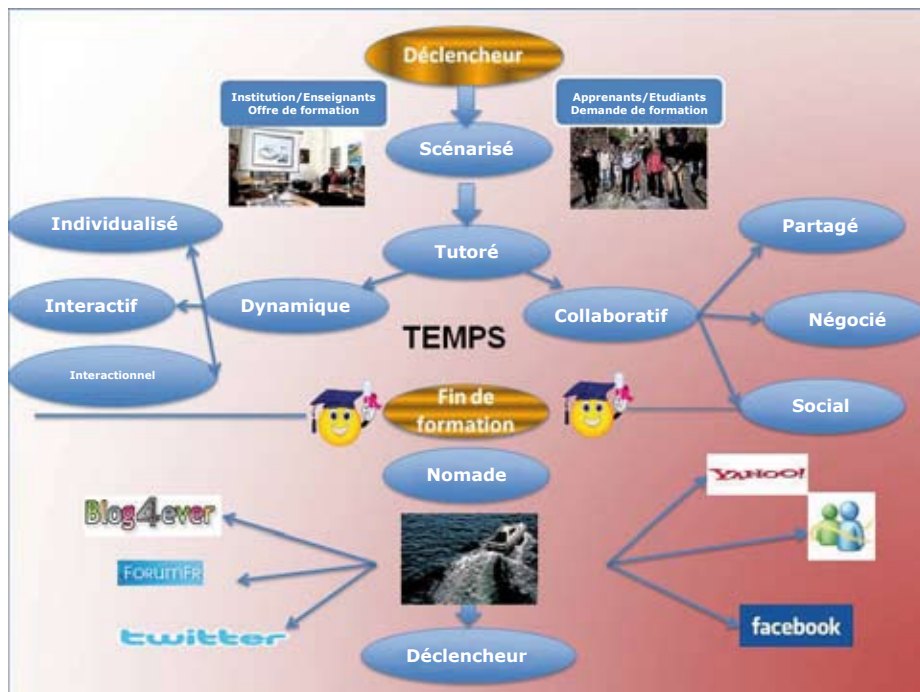 Déclencheur
Institution/Enseignants
Offre de formation
Apprenants/Etudiants
Demande de formation
Scénarisé
Individualisé
Tutoré
Partagé
Interactif
Dynamique
Collaboratif
Négocié
TEMPS
Interactionnel
Fin de
formation
Social
Nomade
YAHOO!
Blog4ever
FORUMFR
twitter
facebook
Déclencheur